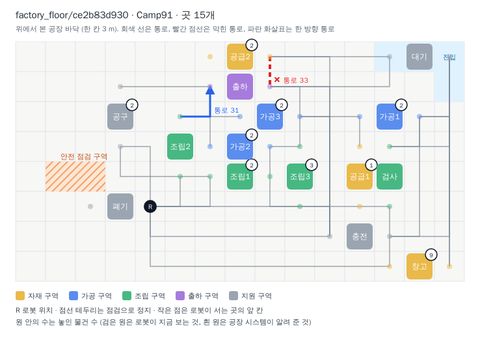 factory_floor/ce2b83d930 · Camp91 · 곳 15개
위에서 본 공장 바닥 (한 칸 3 m). 회색 선은 통로, 빨간 점선은 막힌 통로, 파란 화살표는 한 방향 통로
공급2 2
대기
진입
출하
✕ 통로 33
공구 2
통로 31
가공3 2
가공1 2
조립2
가공2 2
안전 점검 구역
조립1 2
조립3 3
공급1 1
검사
폐기
R
충전
창고 9
자재 구역 가공 구역 조립 구역 출하 구역 지원 구역
R 로봇 위치 · 점선 테두리는 점검으로 정지 · 작은 점은 로봇이 서는 곳의 앞 칸
원 안의 수는 놓인 물건 수 (검은 원은 로봇이 지금 보는 것, 흰 원은 공장 시스템이 알려 준 것)